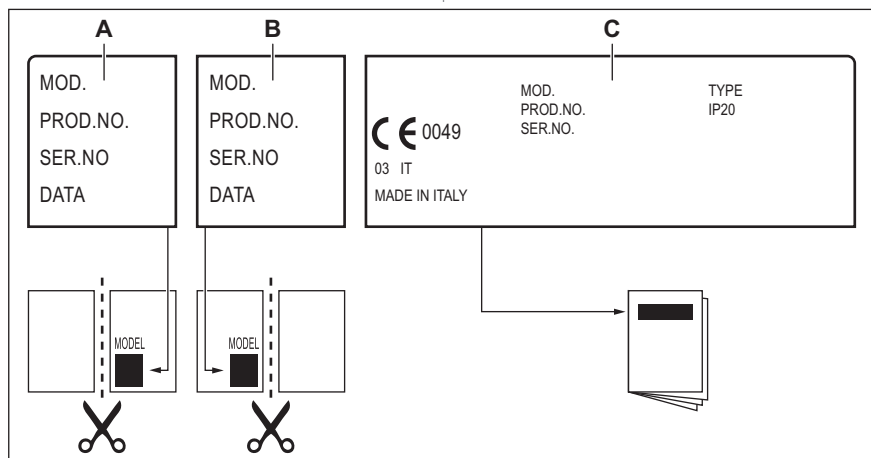 A
B
C
MOD.
PROD.NO.
SER.NO
DATA
MOD.
PROD.NO.
SER.NO
DATA
MOD.
PROD.NO.
SER.NO.
TYPE
IP20
CE 0049
03 IT
MADE IN ITALY
MODEL
MODEL